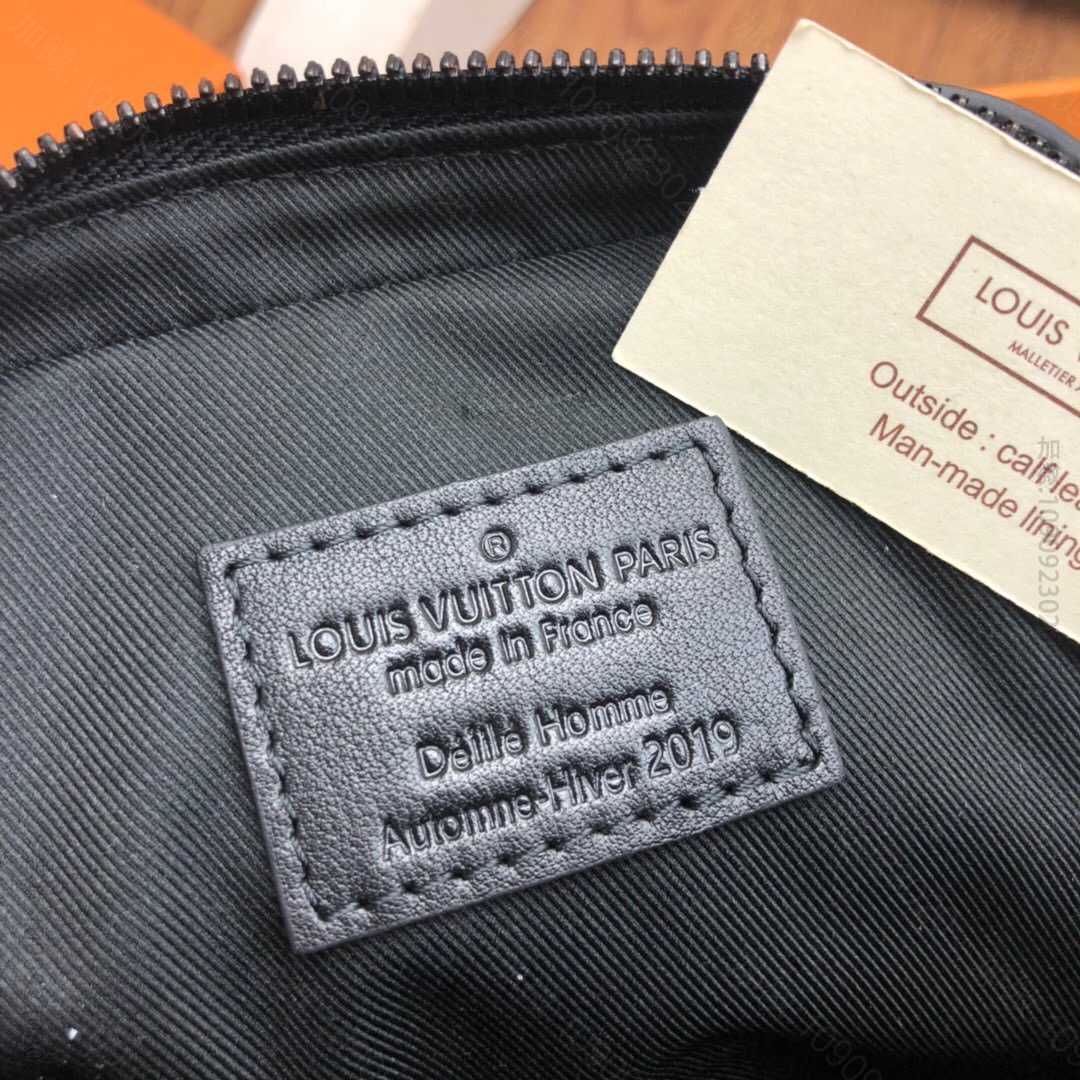 ®
LOUIS VUITTON PARIS
made in France
Défilé Homme
Automne-Hiver 2019
LOUIS
MALLETIER
Outside : calf lea
Man-made lining